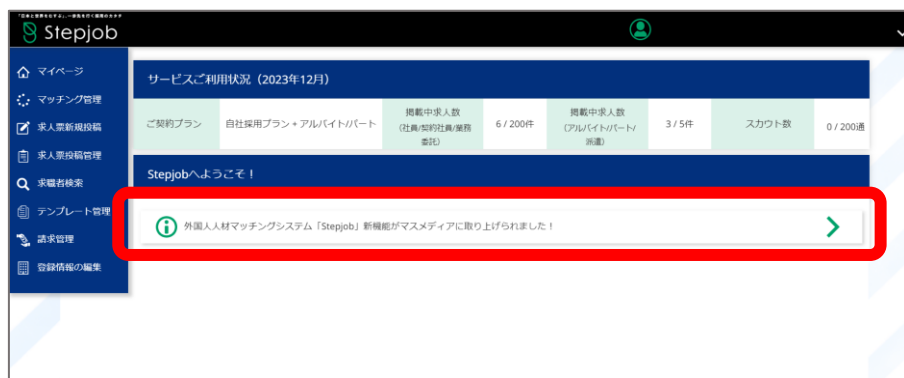 「日本と世界をむすぶ」、一歩先を行く採用のカタチ
Stepjob
マイページ
マッチング管理
求人票新規投稿
求人票投稿管理
求職者検索
テンプレート管理
請求管理
登録情報の編集
サービスご利用状況（2023年12月）
ご契約プラン
自社採用プラン + アルバイト/パート
掲載中求人数
(社員/契約社員/業務
委託)
6 / 200件
掲載中求人数
(アルバイト/パート/
派遣)
3 / 5件
スカウト数
0 / 200通
Stepjobへようこそ！
外国人人材マッチングシステム「Stepjob」新機能がマスメディアに取り上げられました！